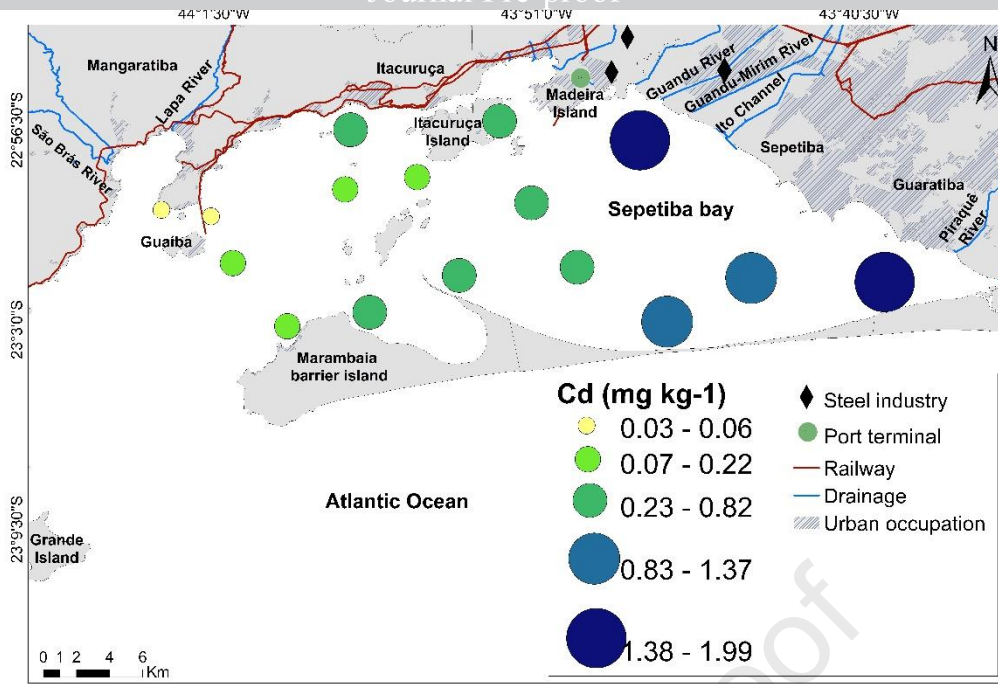 Journal Pre-proof
44°1'30"W 43°51'0"W 43°40'30"W
N
Mangaratiba
Lapa River
Itacuruça
Guandu River
Guandu-Mirim River
Ito Channel
Madeira
Island
Itacuruça
Island
22°56'30"S
São Brás River
Sepetiba
Guaratiba
Piraquê
River
Sepetiba bay
Guaíba
23°3'0"S
Marambaia
barrier island
Cd (mg kg-1)
0.03 - 0.06
0.07 - 0.22
0.23 - 0.82
0.83 - 1.37
1.38 - 1.99
Steel industry
Port terminal
Railway
Drainage
Urban occupation
Atlantic Ocean
23°9'30"S
Grande
Island
0 1 2 4 6
Km
oof